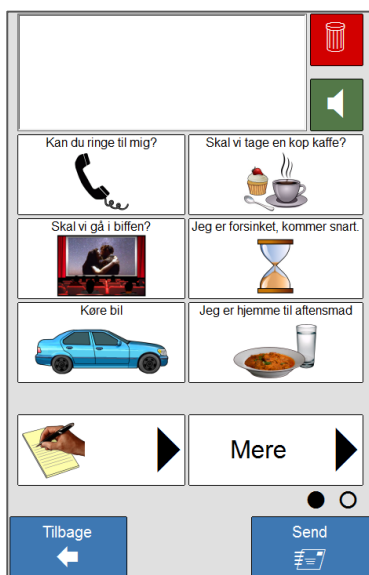 Kan du ringe til mig?
Skal vi tage en kop kaffe?
Skal vi gå i biffen?
Jeg er forsinket, kommer snart.
Køre bil
Jeg er hjemme til aftensmad
Mere
Tilbage
Send